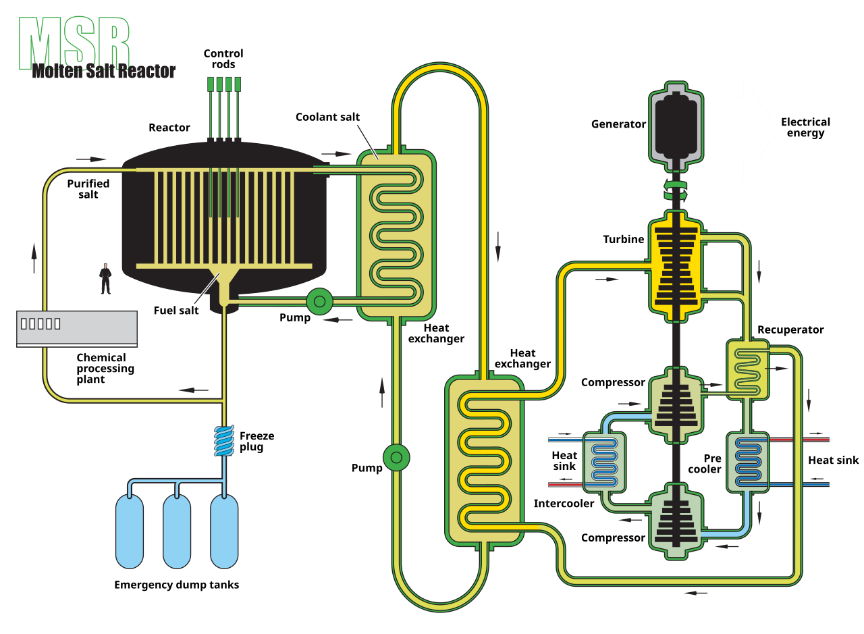 MSR
Molten Salt Reactor
Control
rods
Reactor
Coolant salt
Generator
Electrical
energy
Purified
salt
Turbine
Fuel salt
Pump
Heat
exchanger
Recuperator
Chemical
processing
plant
Heat
exchanger
Compressor
Freeze
plug
Pump
Heat
sink
Pre
cooler
Heat sink
Intercooler
Compressor
Emergency dump tanks